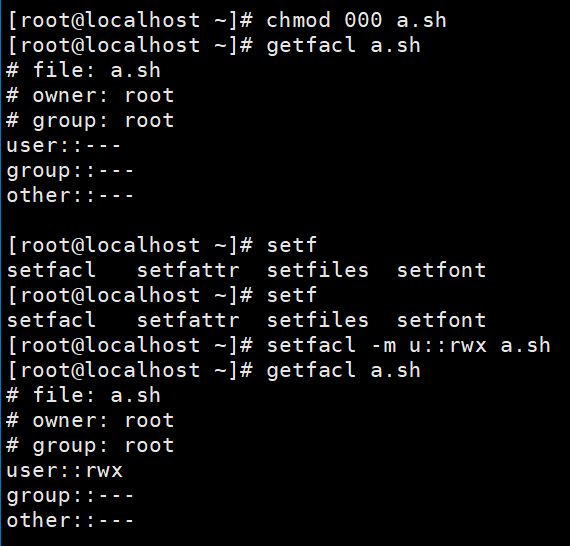 [root@localhost ~]# chmod 000 a.sh
[root@localhost ~]# getfacl a.sh
# file: a.sh
# owner: root
# group: root
user::---
group::---
other::---
[root@localhost ~]# setf
setfacl   setfattr  setfiles  setfont
[root@localhost ~]# setf
setfacl   setfattr  setfiles  setfont
[root@localhost ~]# setfacl -m u::rwx a.sh
[root@localhost ~]# getfacl a.sh
# file: a.sh
# owner: root
# group: root
user::rwx
group::---
other::---